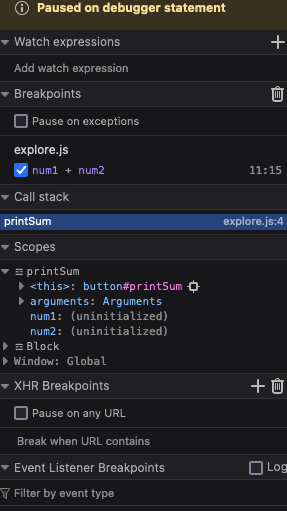 Paused on debugger statement
Watch expressions
Add watch expression
Breakpoints
Pause on exceptions
explore.js
num1 + num2 11:15
Call stack
printSum explore.js:4
Scopes
printSum
<this>: button#printSum
arguments: Arguments
num1: (uninitialized)
num2: (uninitialized)
Block
Window: Global
XHR Breakpoints
Pause on any URL
Break when URL contains
Event Listener Breakpoints Log
Filter by event type